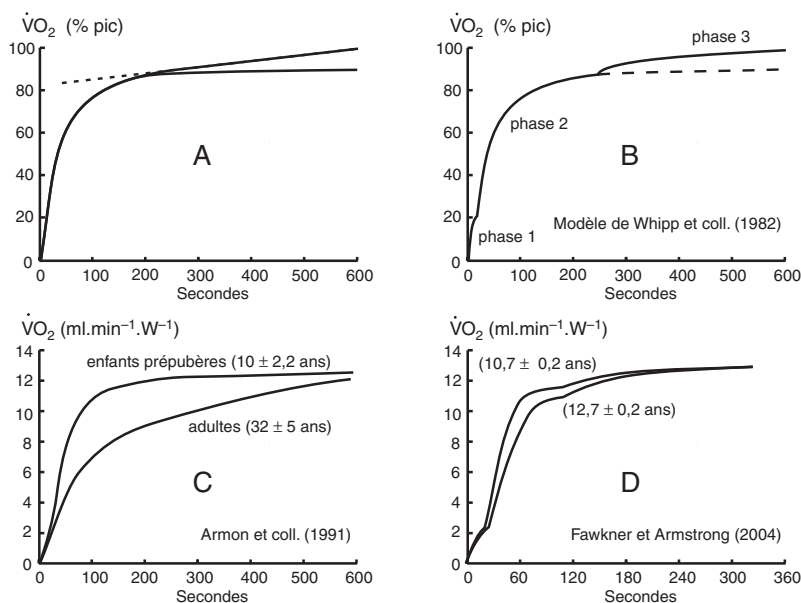 V̇O₂ (% pic)
100
80
60
40
20
0
0 100 200 300 400 500 600
Secondes
A
V̇O₂ (% pic)
100
80
60
40
20
0
0 100 200 300 400 500 600
Secondes
phase 3
phase 2
B
Modèle de Whipp et coll. (1982)
phase 1
V̇O₂ (ml.min⁻¹.W⁻¹)
14
12
10
8
6
4
2
0
0 100 200 300 400 500 600
Secondes
enfants prépubères (10 ± 2,2 ans)
adultes (32 ± 5 ans)
C
Armon et coll. (1991)
V̇O₂ (ml.min⁻¹.W⁻¹)
14
12
10
8
6
4
2
0
0 60 120 180 240 300 360
Secondes
(10,7 ± 0,2 ans)
(12,7 ± 0,2 ans)
D
Fawkner et Armstrong (2004)